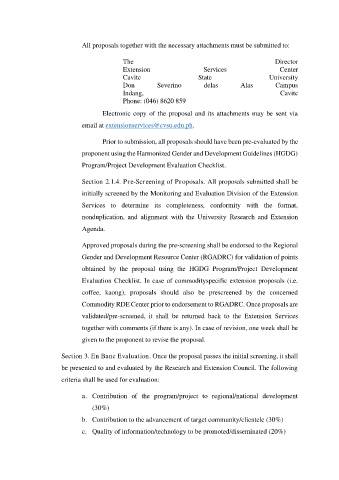 All proposals together with the necessary attachments must be submitted to:
The Director
Extension Services Center
Cavite State University
Don Severino delas Alas Campus
Indang, Cavite
Phone: (046) 8620 859
Electronic copy of the proposal and its attachments may be sent via
email at extensionservices@cvsu.edu.ph.
Prior to submission, all proposals should have been pre-evaluated by the
proponent using the Harmonized Gender and Development Guidelines (HGDG)
Program/Project Development Evaluation Checklist.
Section 2.1.4. Pre-Screening of Proposals. All proposals submitted shall be
initially screened by the Monitoring and Evaluation Division of the Extension
Services to determine its completeness, conformity with the format,
nonduplication, and alignment with the University Research and Extension
Agenda.
Approved proposals during the pre-screening shall be endorsed to the Regional
Gender and Development Resource Center (RGADRC) for validation of points
obtained by the proposal using the HGDG Program/Project Development
Evaluation Checklist. In case of commodityspecific extension proposals (i.e.
coffee, kaong), proposals should also be prescreened by the concerned
Commodity RDE Center prior to endorsement to RGADRC. Once proposals are
validated/pre-screened, it shall be returned back to the Extension Services
together with comments (if there is any). In case of revision, one week shall be
given to the proponent to revise the proposal.
Section 3. En Banc Evaluation. Once the proposal passes the initial screening, it shall
be presented to and evaluated by the Research and Extension Council. The following
criteria shall be used for evaluation:
a. Contribution of the program/project to regional/national development
(30%)
b. Contribution to the advancement of target community/clientele (30%)
c. Quality of information/technology to be promoted/disseminated (20%)